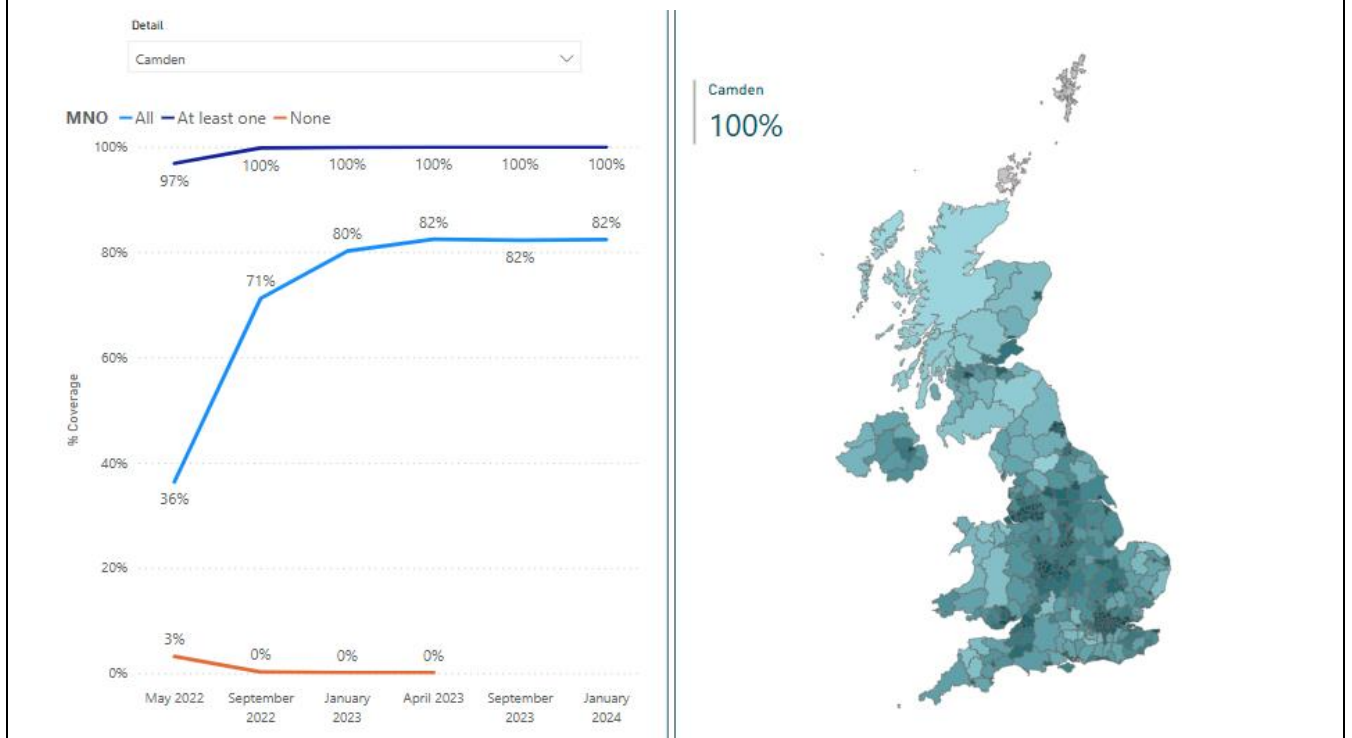 Detail
Camden
MNO All At least one None
100%
97%
100%
100%
100%
100%
100%
80%
71%
80%
82%
82%
82%
60%
% Coverage
40%
36%
20%
3%
0%
0%
0%
0%
May 2022
September 2022
January 2023
April 2023
September 2023
January 2024
Camden
100%